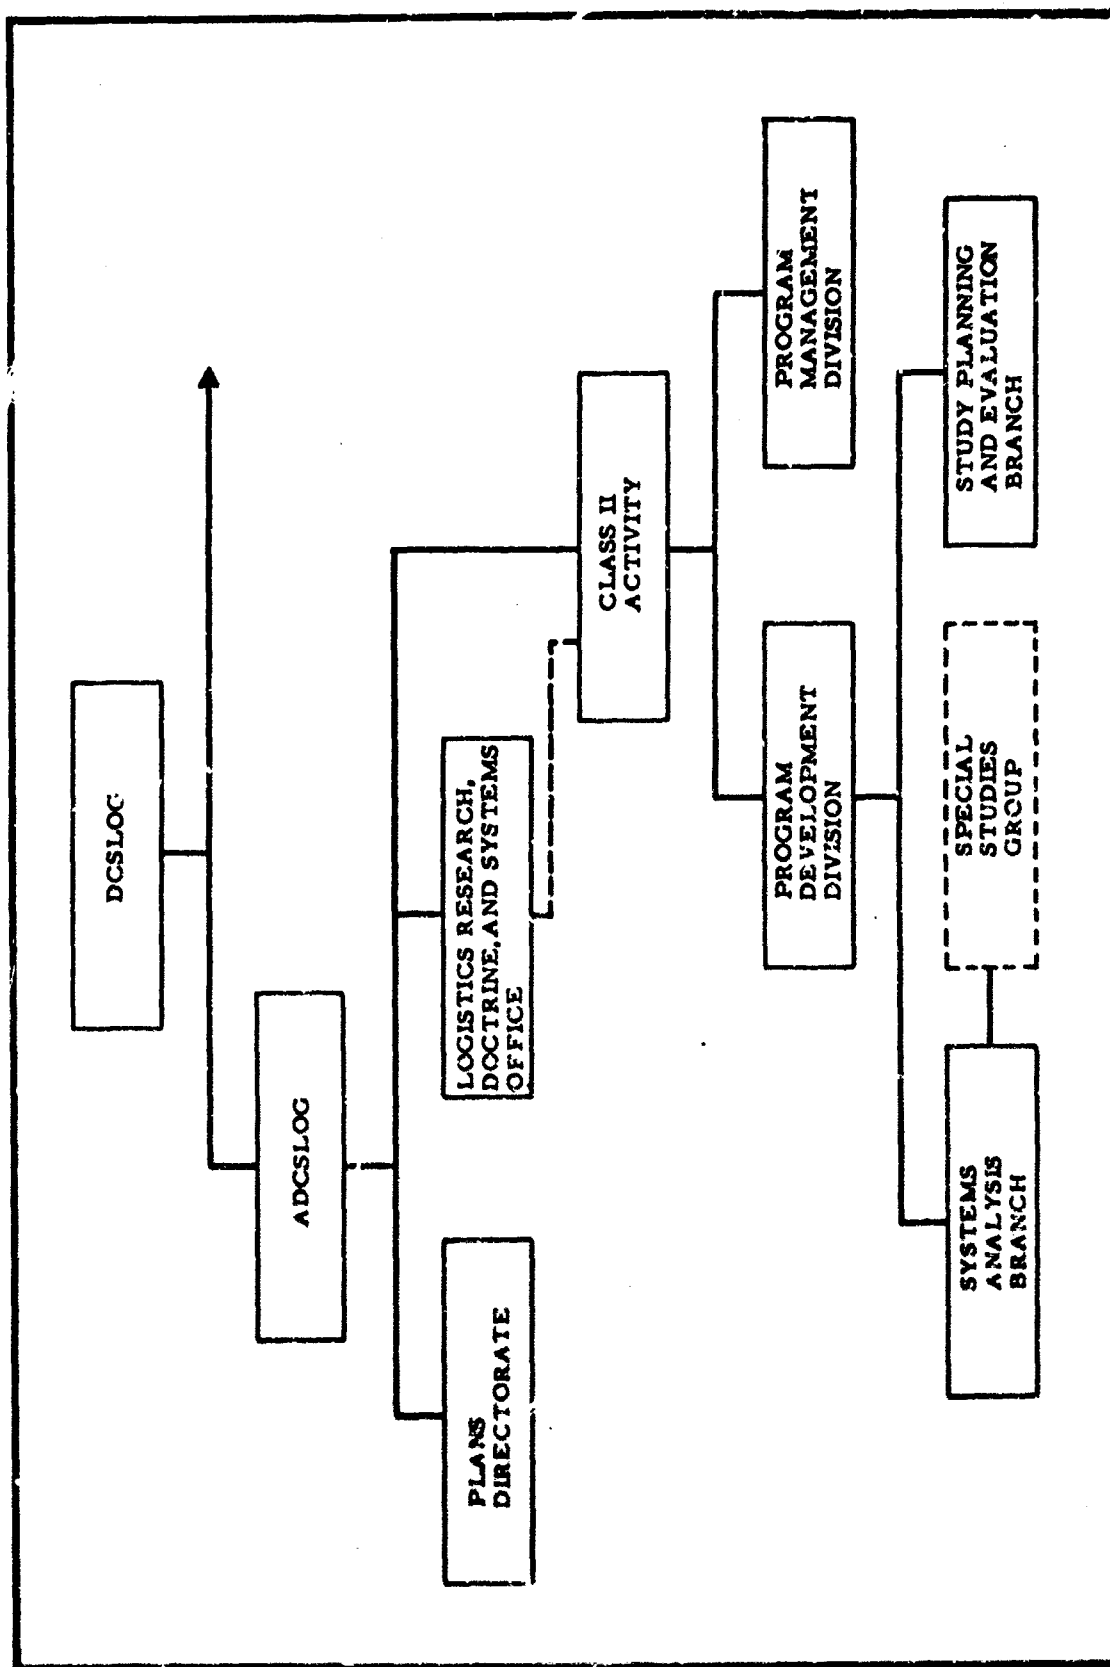 DCSLOG
ADCSLOG
PLANS
DIRECTORATE
LOGISTICS RESEARCH,
DOCTRINE, AND SYSTEMS
OFFICE
CLASS II
ACTIVITY
PROGRAM
DEVELOPMENT
DIVISION
PROGRAM
MANAGEMENT
DIVISION
SYSTEMS
ANALYSIS
BRANCH
SPECIAL
STUDIES
GROUP
STUDY PLANNING
AND EVALUATION
BRANCH